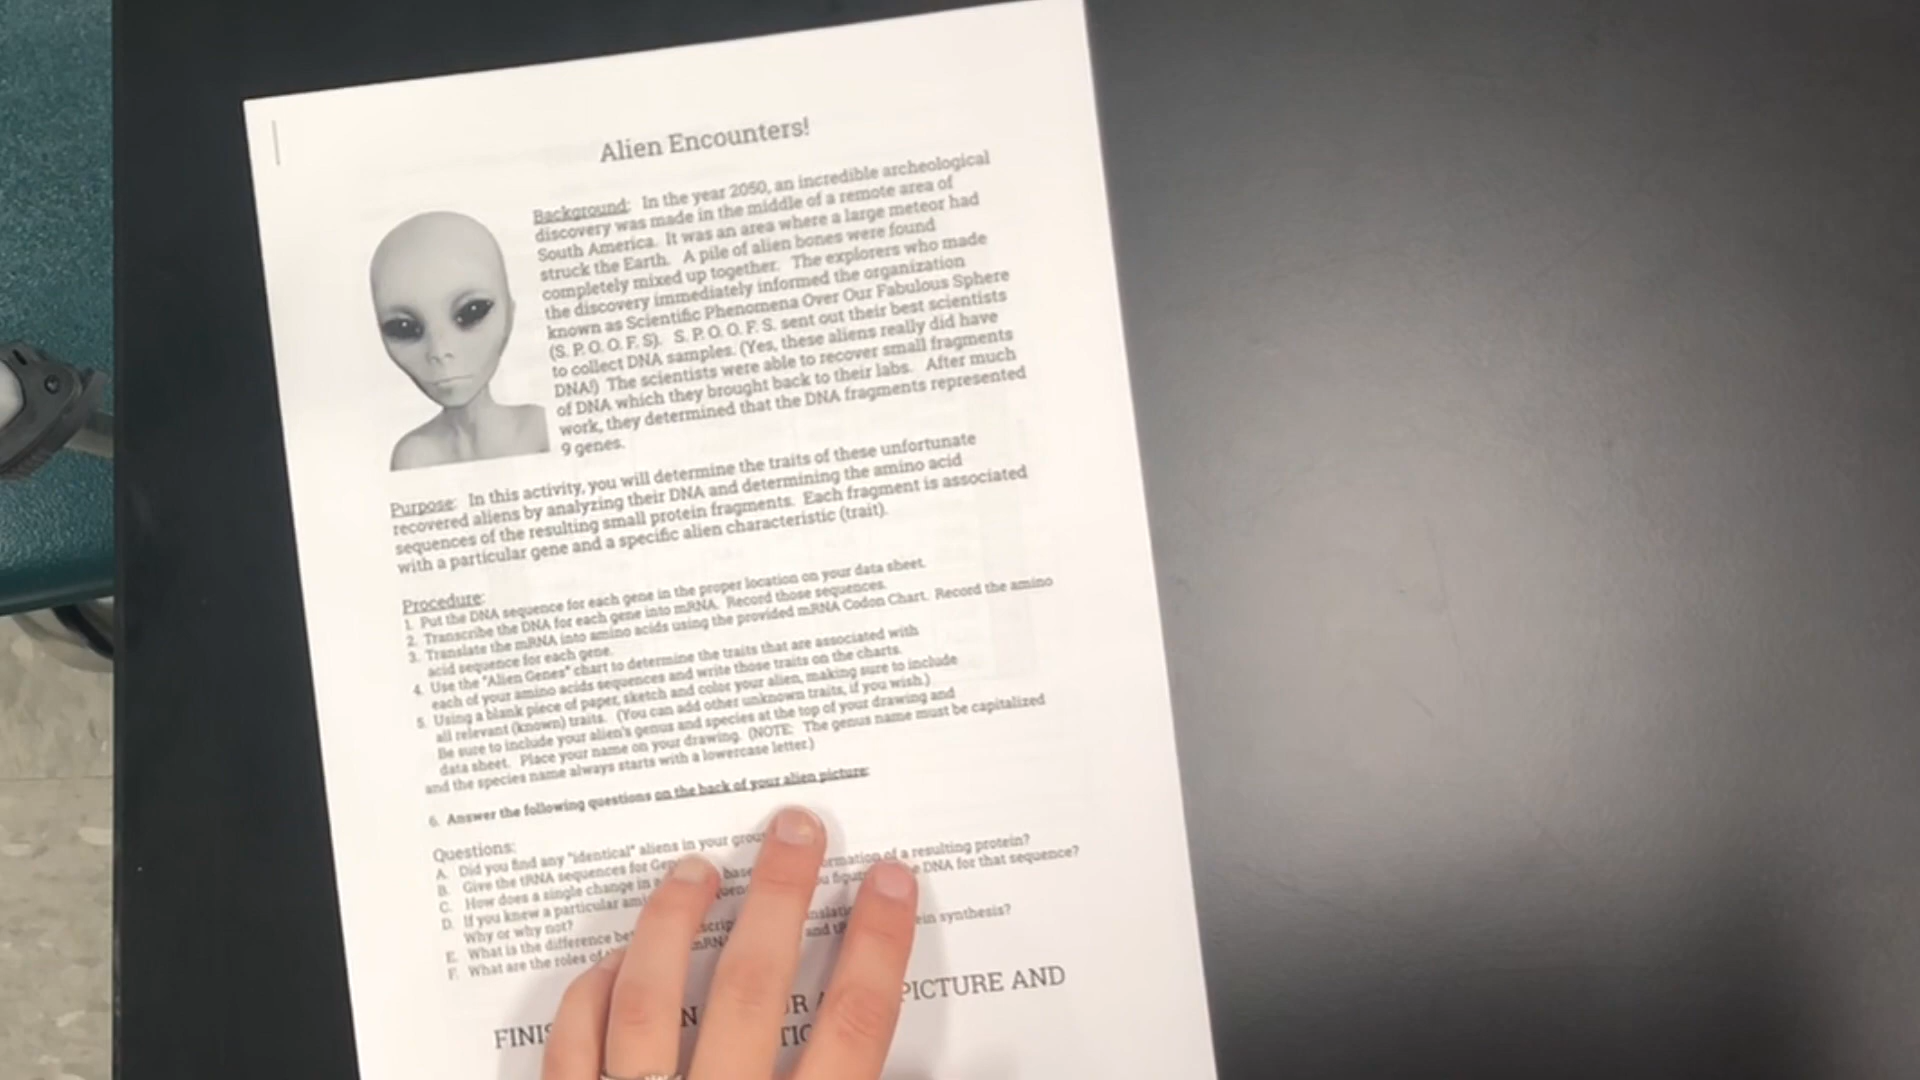 Alien Encounters!
Background: In the year 2050, an incredible archeological
discovery was made in the middle of a remote area of
South America. It was an area where a large meteor had
struck the Earth. A pile of alien bones were found
completely mixed up together. The explorers who made
the discovery immediately informed the organization
known as Scientific Phenomena Over Our Fabulous Sphere
(S. P. O. O. F. S). S. P. O. O. F. S. sent out their best scientists
to collect DNA samples. (Yes, these aliens really did have
DNA!) The scientists were able to recover small fragments
of DNA which they brought back to their labs. After much
work, they determined that the DNA fragments represented
9 genes.
Purpose: In this activity, you will determine the traits of these unfortunate
recovered aliens by analyzing their DNA and determining the amino acid
sequences of the resulting small protein fragments. Each fragment is associated
with a particular gene and a specific alien characteristic (trait).
Procedure:
1. Put the DNA sequence for each gene in the proper location on your data sheet.
2. Transcribe the DNA for each gene into mRNA. Record those sequences.
3. Translate the mRNA into amino acids using the provided mRNA Codon Chart. Record the amino
acid sequence for each gene.
4. Use the "Alien Genes" chart to determine the traits that are associated with
each of your amino acids sequences and write those traits on the charts.
5. Using a blank piece of paper, sketch and color your alien, making sure to include
all relevant (known) traits. (You can add other unknown traits, if you wish.)
Be sure to include your alien's genus and species at the top of your drawing and
data sheet. Place your name on your drawing. (NOTE: The genus name must be capitalized
and the species name always starts with a lowercase letter.)
6. Answer the following questions on the back of your alien picture:
Questions:
A. Did you find any "identical" aliens in your
B. Give the tRNA sequences for
C. How does a single change in a base of a resulting protein?
D. If you knew a particular DNA for that sequence?
Why or why not?
E. What is the difference synthesis?
F. What are the roles of and
PICTURE AND